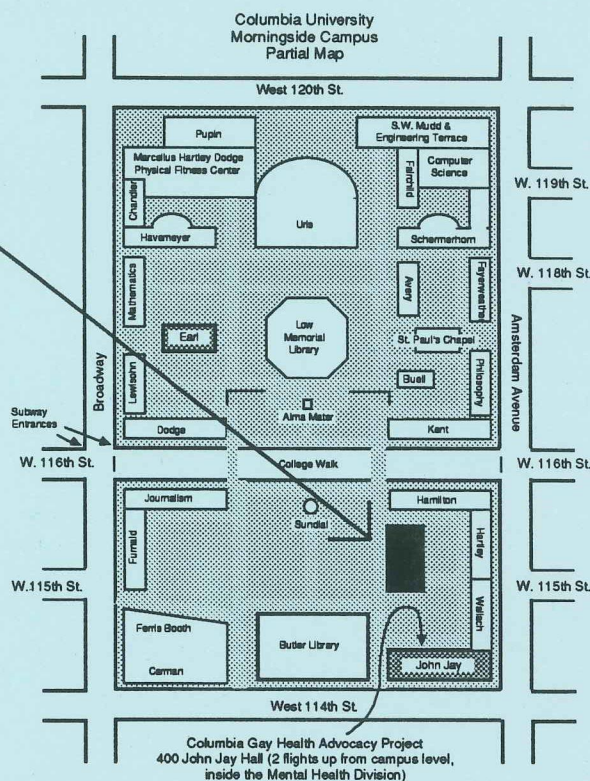 Columbia University
Morningside Campus
Partial Map
West 120th St.
Pupin
S.W. Mudd &
Engineering Terrace
Marcellus Hartley Dodge
Physical Fitness Center
Fairchild
Computer
Science
W. 119th St.
Chandler
Uris
Havemeyer
Schermerhorn
W. 118th St.
Mathematics
Avery
Fayerweather
Low
Memorial
Library
Earl
St. Paul's Chapel
Broadway
Amsterdam Avenue
Lewisohn
Buell
Philosophy
Alma Mater
Subway
Entrances
Dodge
Kent
W. 116th St.
College Walk
W. 116th St.
Journalism
Hamilton
Sundial
Furnald
Hartley
W.115th St.
W. 115th St.
Ferris Booth
Butler Library
Wallach
Carman
John Jay
West 114th St.
Columbia Gay Health Advocacy Project
400 John Jay Hall (2 flights up from campus level,
inside the Mental Health Division)